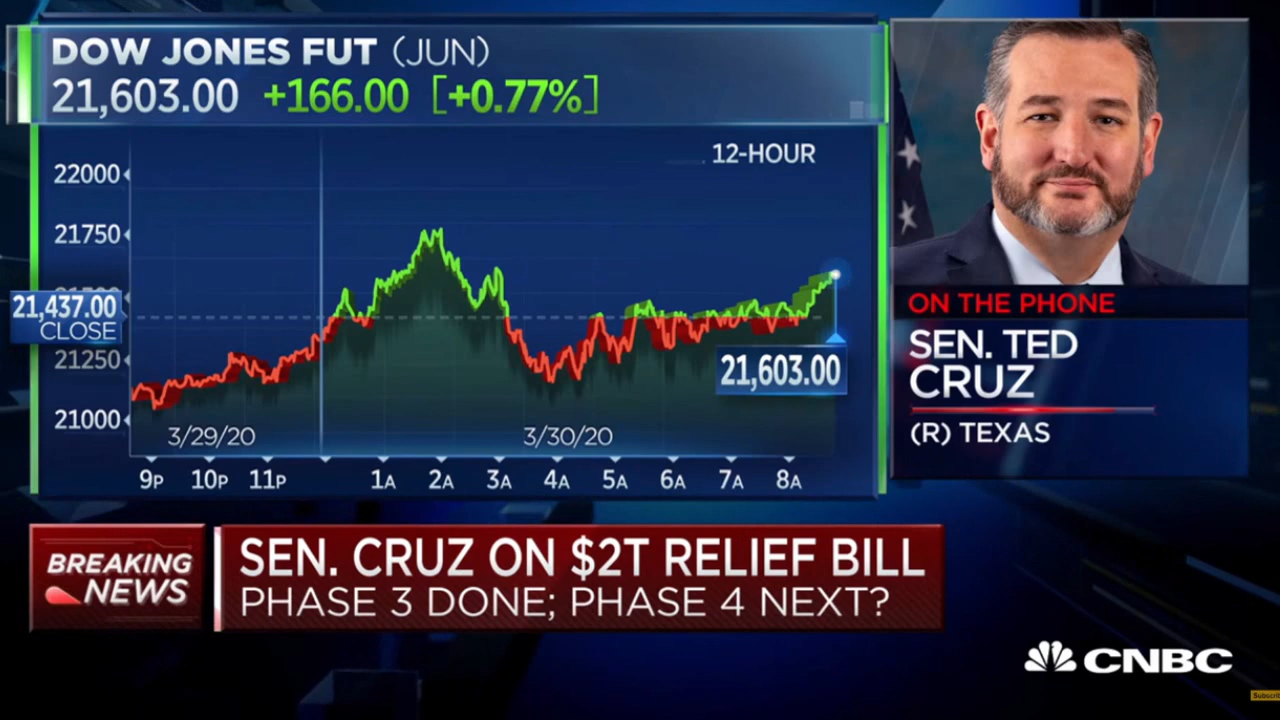 DOW JONES FUT (JUN)
21,603.00 +166.00 [+0.77%]
12-HOUR
22000
21750
21,437.00
CLOSE
21250
21000
21,603.00
3/29/20 3/30/20
9P 10P 11P 1A 2A 3A 4A 5A 6A 7A 8A
ON THE PHONE
SEN. TED
CRUZ
(R) TEXAS
BREAKING
NEWS
SEN. CRUZ ON $2T RELIEF BILL
PHASE 3 DONE; PHASE 4 NEXT?
CNBC